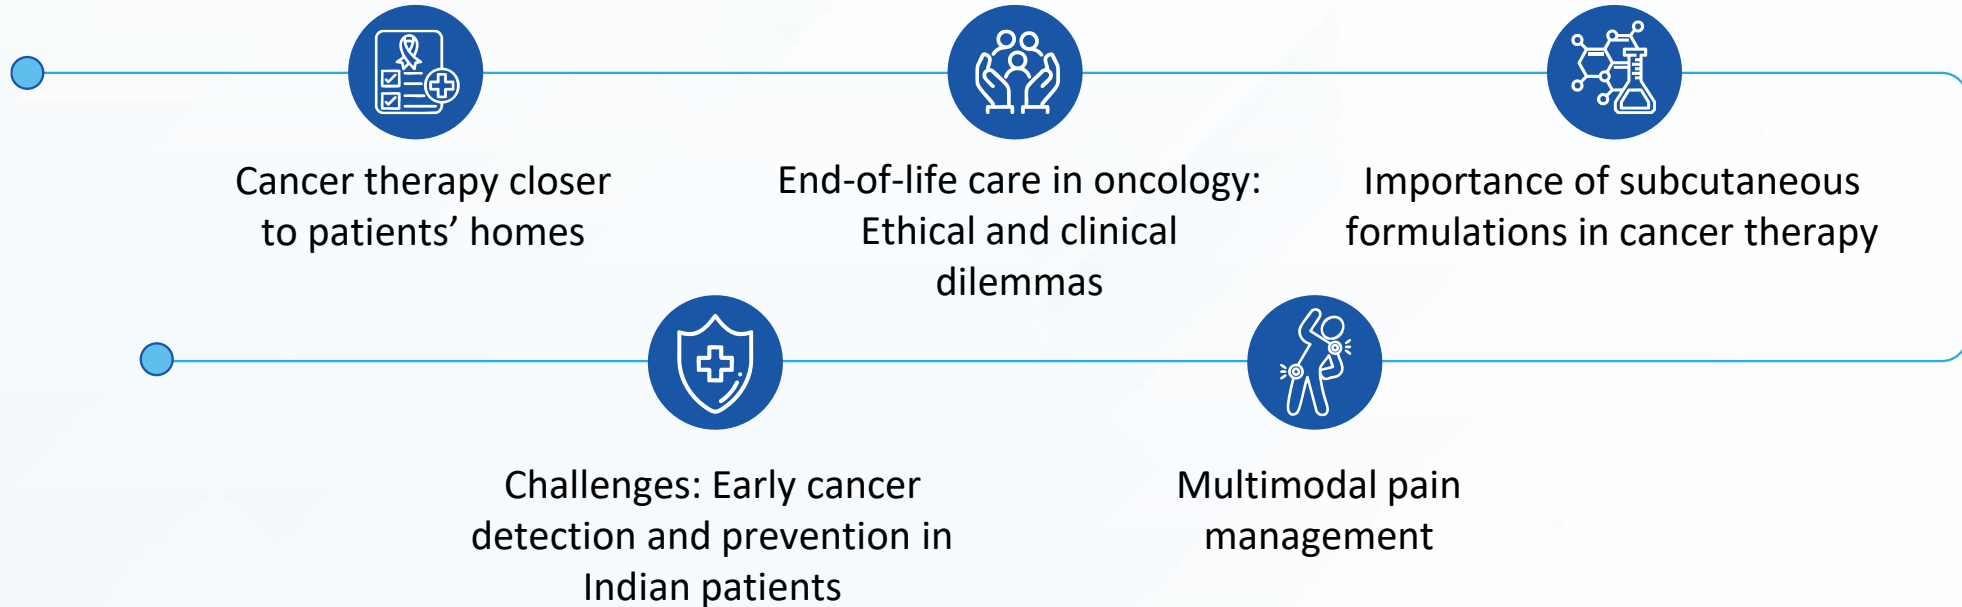 Cancer therapy closer
to patients’ homes
End-of-life care in oncology:
Ethical and clinical
dilemmas
Importance of subcutaneous
formulations in cancer therapy
Challenges: Early cancer
detection and prevention in
Indian patients
Multimodal pain
management